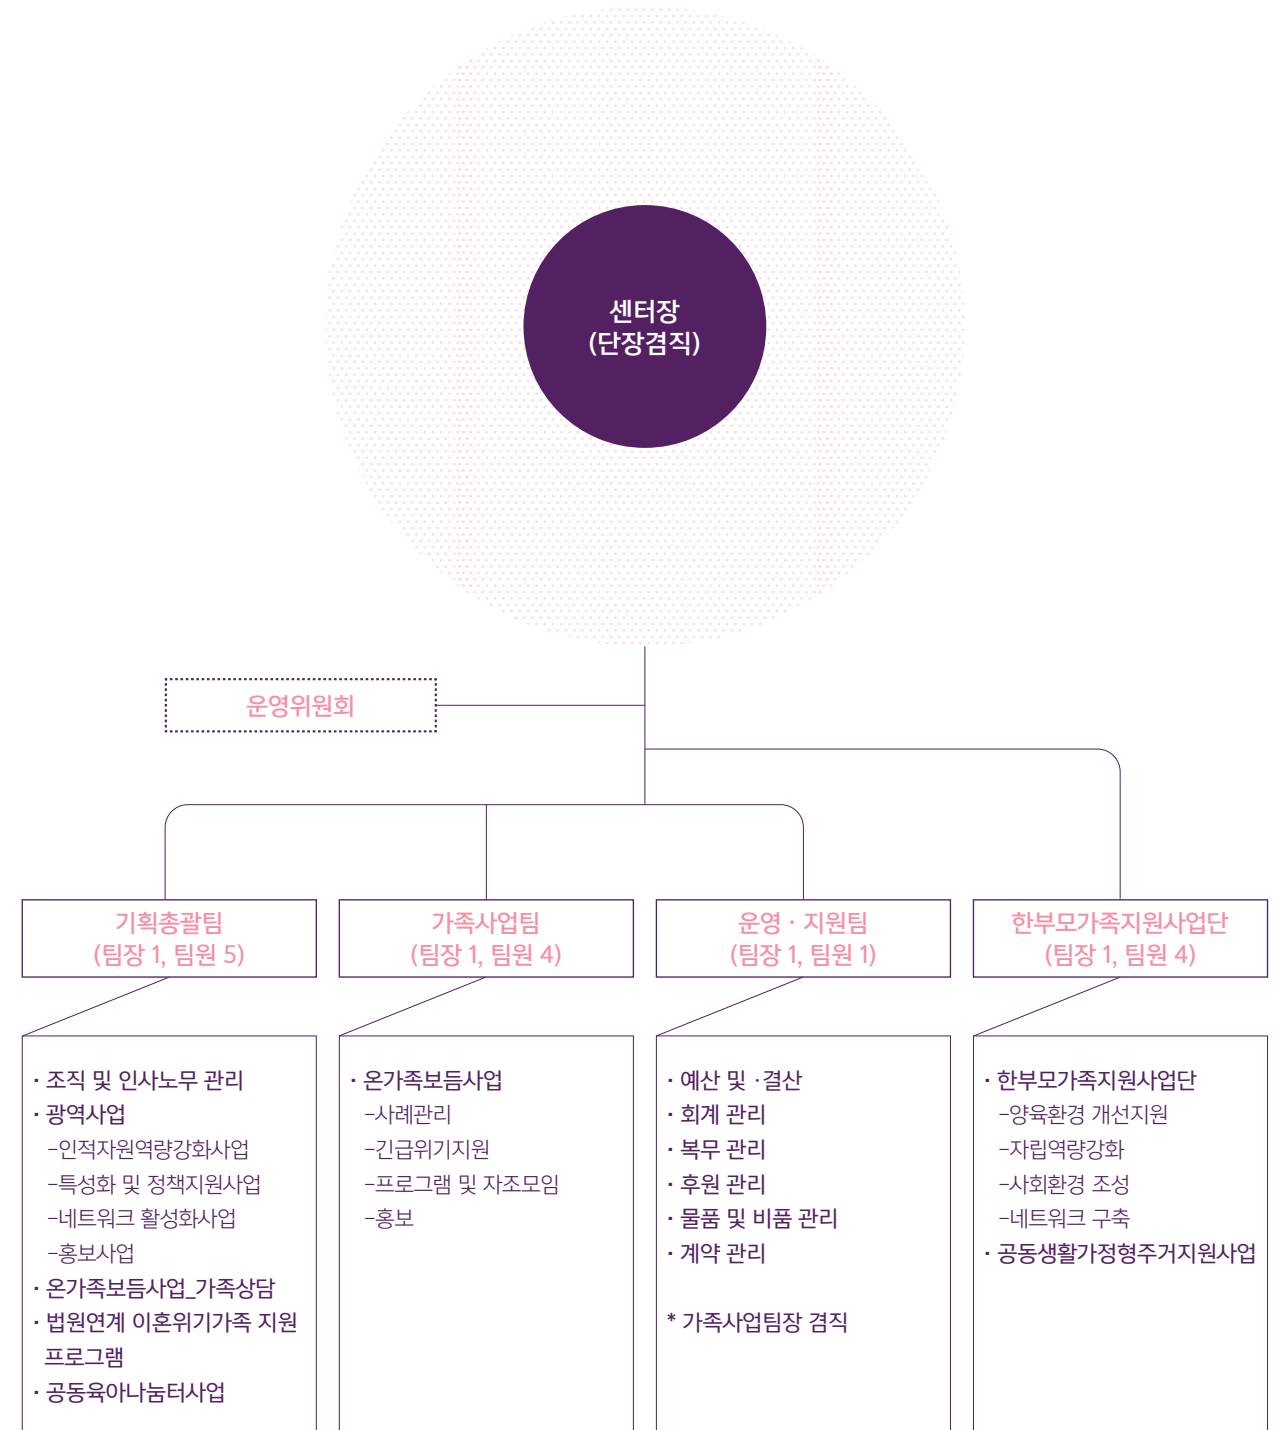 센터장
(단장겸직)
운영위원회
기획총괄팀
(팀장 1, 팀원 5)
가족사업팀
(팀장 1, 팀원 4)
운영 · 지원팀
(팀장 1, 팀원 1)
한부모가족지원사업단
(팀장 1, 팀원 4)
· 조직 및 인사노무 관리
· 광역사업
-인적자원역량강화사업
-특성화 및 정책지원사업
-네트워크 활성화사업
-홍보사업
· 온가족보듬사업_가족상담
· 법원연계 이혼위기가족 지원
프로그램
· 공동육아나눔터사업
· 온가족보듬사업
-사례관리
-긴급위기지원
-프로그램 및 자조모임
-홍보
· 예산 및 ·결산
· 회계 관리
· 복무 관리
· 후원 관리
· 물품 및 비품 관리
· 계약 관리
* 가족사업팀장 겸직
· 한부모가족지원사업단
-양육환경 개선지원
-자립역량강화
-사회환경 조성
-네트워크 구축
· 공동생활가정형주거지원사업